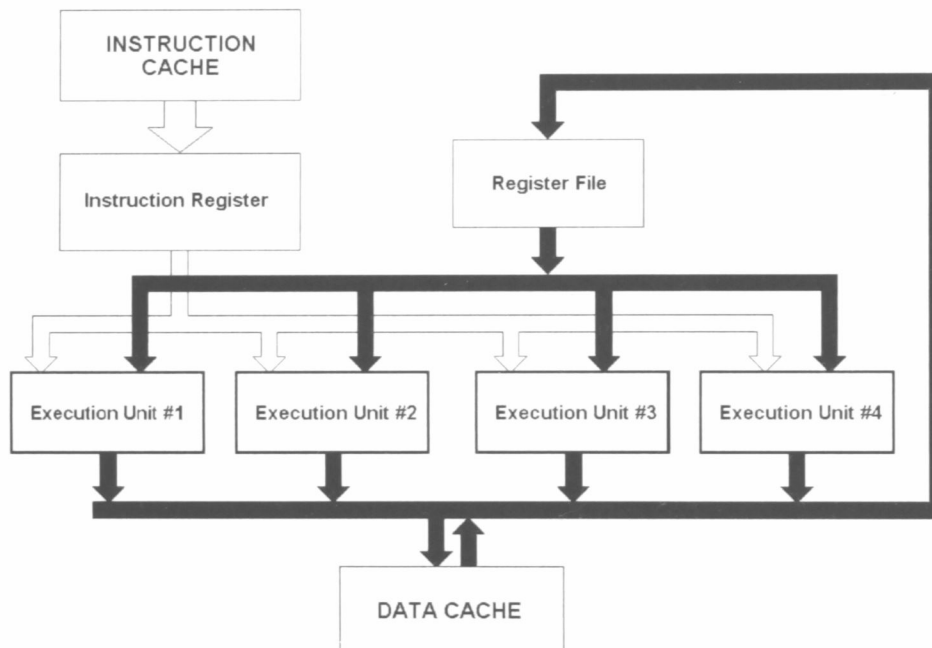 INSTRUCTION
CACHE
Instruction Register
Register File
Execution Unit #1
Execution Unit #2
Execution Unit #3
Execution Unit #4
DATA CACHE